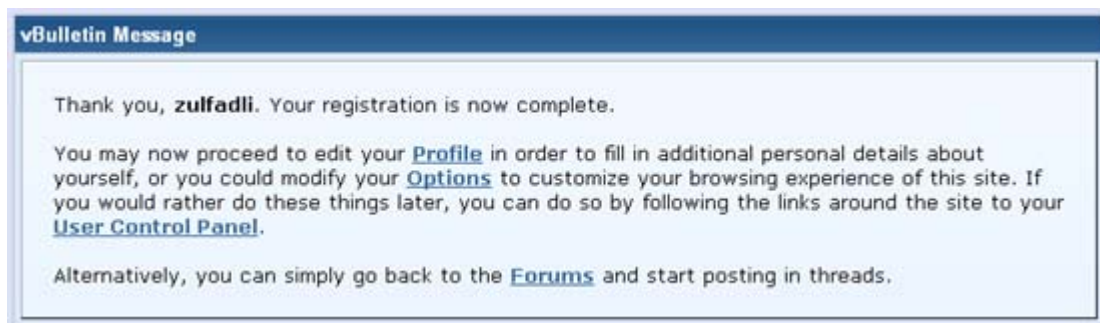 vBulletin Message
Thank you, zulfadli. Your registration is now complete.
You may now proceed to edit your Profile in order to fill in additional personal details about
yourself, or you could modify your Options to customize your browsing experience of this site. If
you would rather do these things later, you can do so by following the links around the site to your
User Control Panel.
Alternatively, you can simply go back to the Forums and start posting in threads.